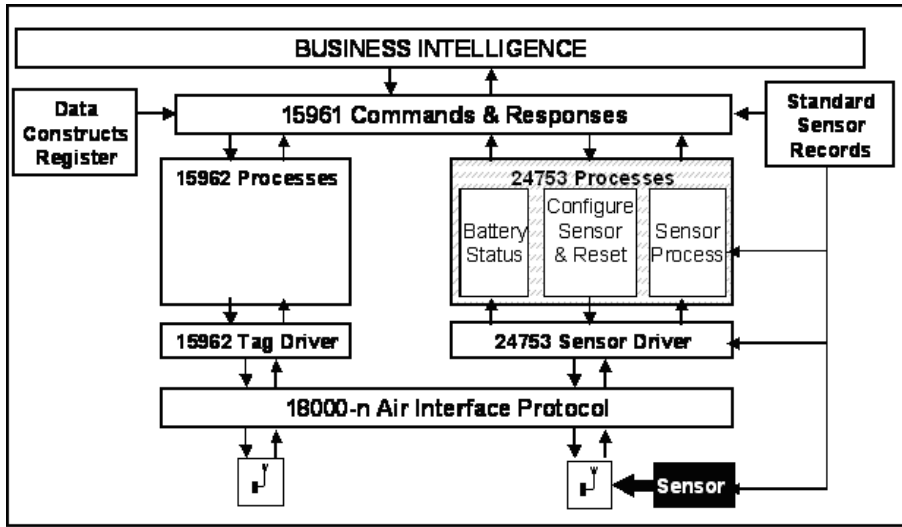 BUSINESS INTELLIGENCE
Data
Constructs
Register
15961 Commands & Responses
Standard
Sensor
Records
15962 Processes
24753 Processes
Battery
Status
Configure
Sensor
& Reset
Sensor
Process
15962 Tag Driver
24753 Sensor Driver
18000-n Air Interface Protocol
Sensor